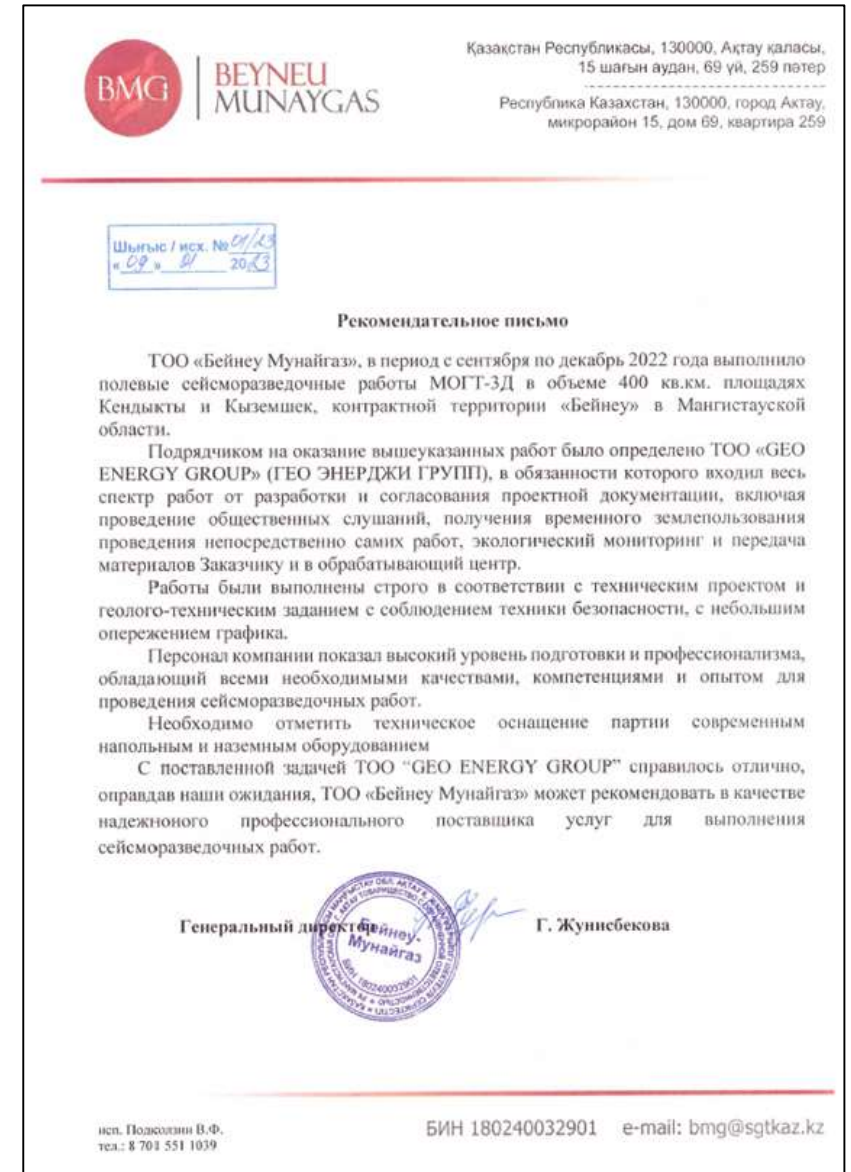 BMG
BEYNEU
MUNAYGAS
Қазақстан Республикасы, 130000, Ақтау қаласы,
15 шағын аудан, 69 үй, 259 пәтер
Республика Казахстан, 130000, город Актау,
микрорайон 15, дом 69, квартира 259
Шығыс / исх. № 01/23
« 09 » 01 2023
Рекомендательное письмо
ТОО «Бейнеу Мунайгаз», в период с сентября по декабрь 2022 года выполнило
полевые сейсморазведочные работы МОГТ-3Д в объеме 400 кв.км. площадях
Кендыкты и Кыземшек, контрактной территории «Бейнеу» в Мангистауской
области.
Подрядчиком на оказание вышеуказанных работ было определено ТОО «GEO
ENERGY GROUP» (ГЕО ЭНЕРДЖИ ГРУПП), в обязанности которого входил весь
спектр работ от разработки и согласования проектной документации, включая
проведение общественных слушаний, получения временного землепользования
проведения непосредственно самих работ, экологический мониторинг и передача
материалов Заказчику и в обрабатывающий центр.
Работы были выполнены строго в соответствии с техническим проектом и
геолого-техническим заданием с соблюдением техники безопасности, с небольшим
опережением графика.
Персонал компании показал высокий уровень подготовки и профессионализма,
обладающий всеми необходимыми качествами, компетенциями и опытом для
проведения сейсморазведочных работ.
Необходимо отметить техническое оснащение партии современным
напольным и наземным оборудованием
С поставленной задачей ТОО "GEO ENERGY GROUP" справилось отлично,
оправдав наши ожидания, ТОО «Бейнеу Мунайгаз» может рекомендовать в качестве
надежноного профессионального поставщика услуг для выполнения
сейсморазведочных работ.
Генеральный директор
Г. Жунисбекова
Бейнеу-
Мунайгаз
БИН 180240032901
исп. Подколзин В.Ф.
тел.: 8 701 551 1039
БИН 180240032901 e-mail: bmg@sgtkaz.kz